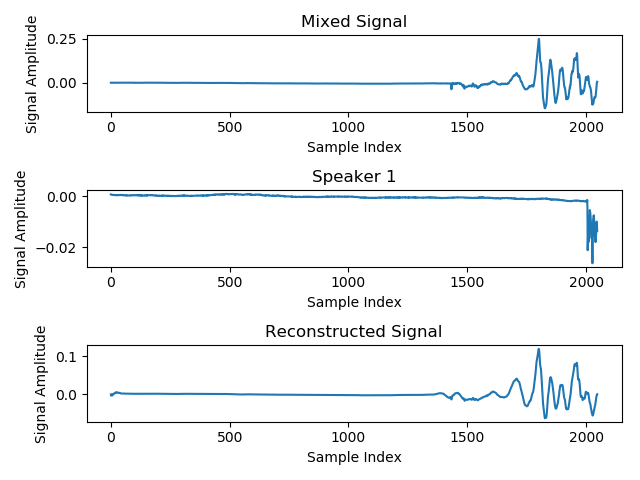 Mixed Signal
0.25
0.00
Signal Amplitude
0 500 1000 1500 2000
Sample Index
Speaker 1
0.00
−0.02
Signal Amplitude
0 500 1000 1500 2000
Sample Index
Reconstructed Signal
0.1
0.0
Signal Amplitude
0 500 1000 1500 2000
Sample Index